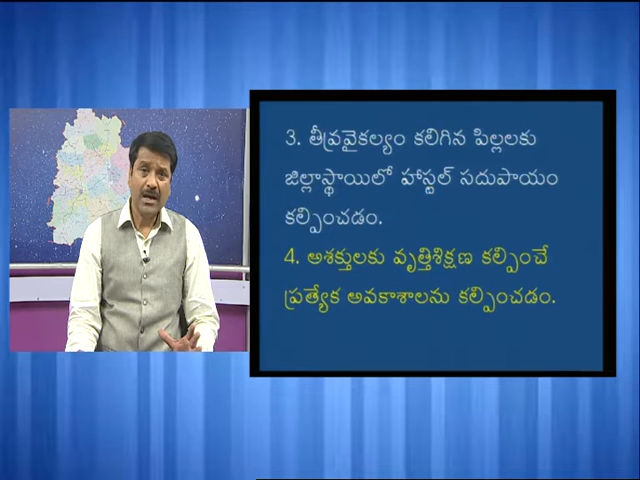 3. తీవ్రవైకల్యం కలిగిన పిల్లలకు
జిల్లాస్థాయిలో హాస్టల్ సదుపాయం
కల్పించడం.
4. అశక్తులకు వృత్తిశిక్షణ కల్పించే
ప్రత్యేక అవకాశాలను కల్పించడం.